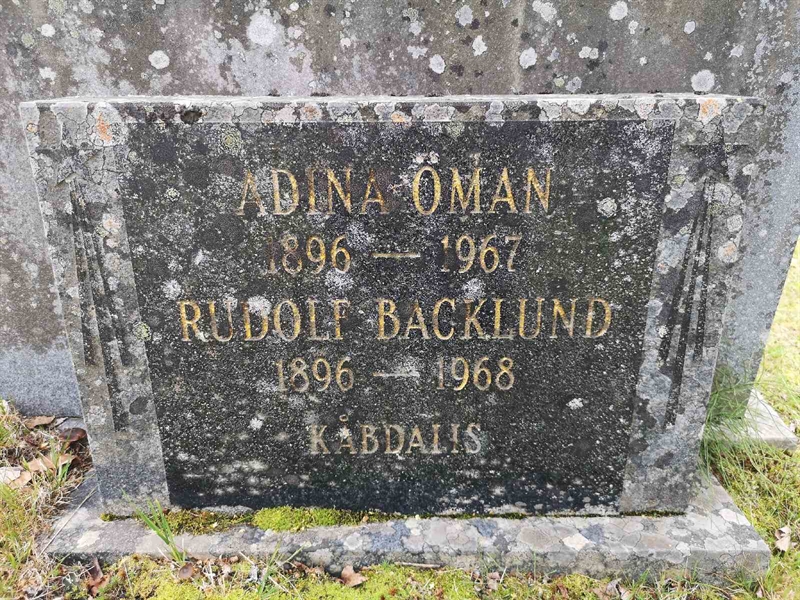 ADINA ÖMAN
1896 — 1967
RUDOLF BACKLUND
1896 — 1968
KÅBDALIS